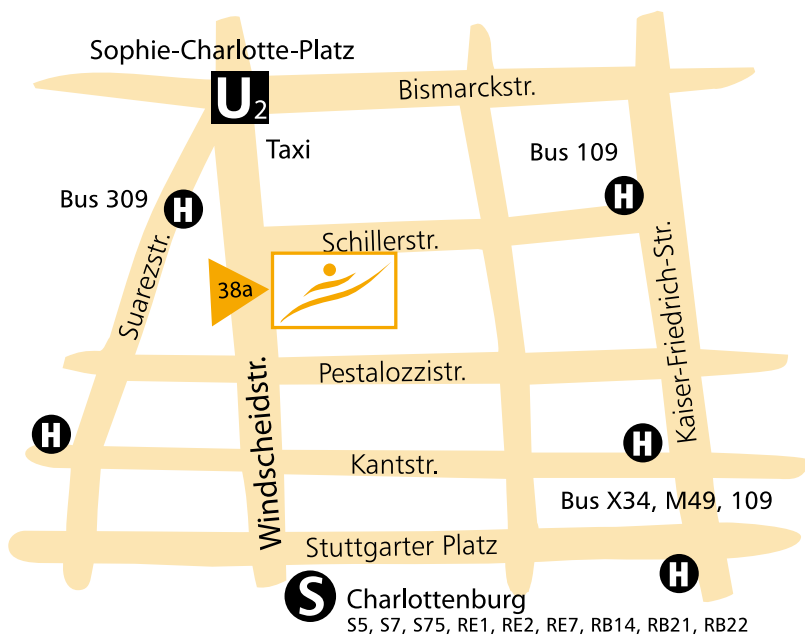 Sophie-Charlotte-Platz
U2
Bismarckstr.
Taxi
Bus 109
H
Bus 309
H
Schillerstr.
38a
Suarezstr.
Kaiser-Friedrich-Str.
Pestalozzistr.
Windscheidstr.
H
H
Kantstr.
Bus X34, M49, 109
Stuttgarter Platz
H
S
Charlottenburg
S5, S7, S75, RE1, RE2, RE7, RB14, RB21, RB22